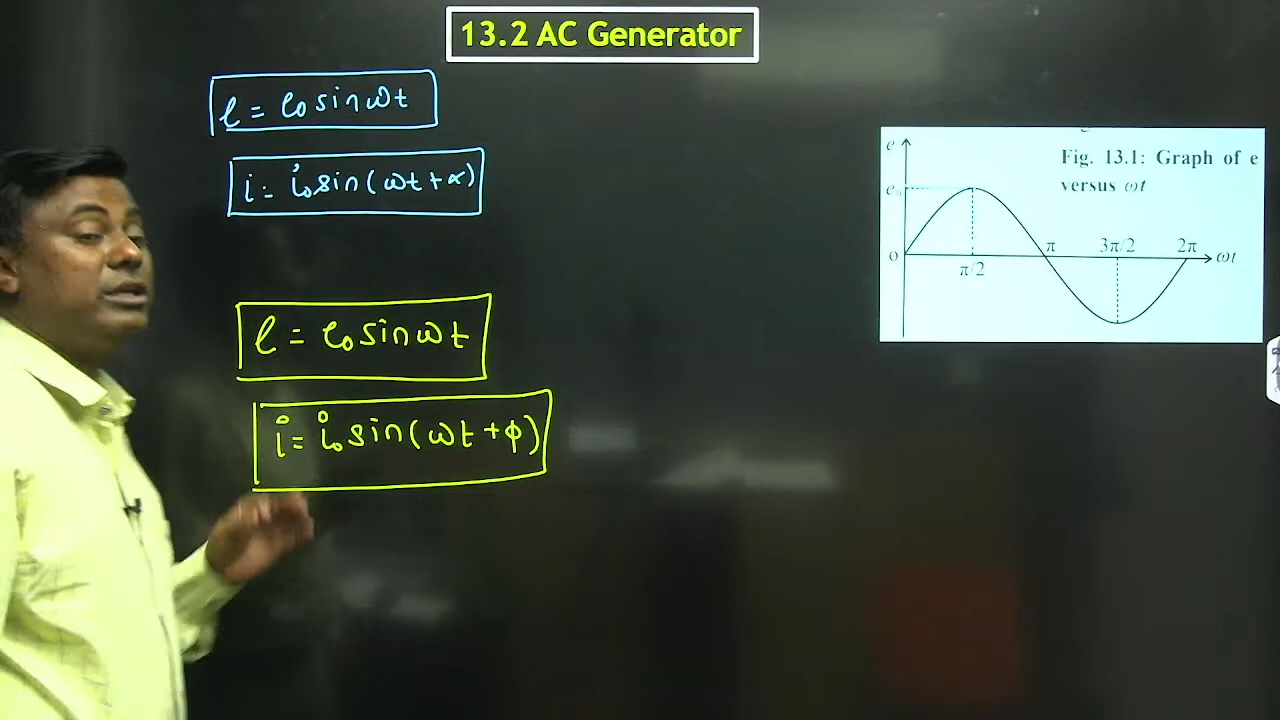 13.2 AC Generator
e = e₀ sin ωt
i = i₀ sin(ωt + α)
e = e₀ sin ωt
i = i₀ sin(ωt + φ)
Fig. 13.1: Graph of e
versus ωt
e
e₀
O
π/2
π
3π/2
2π
ωt